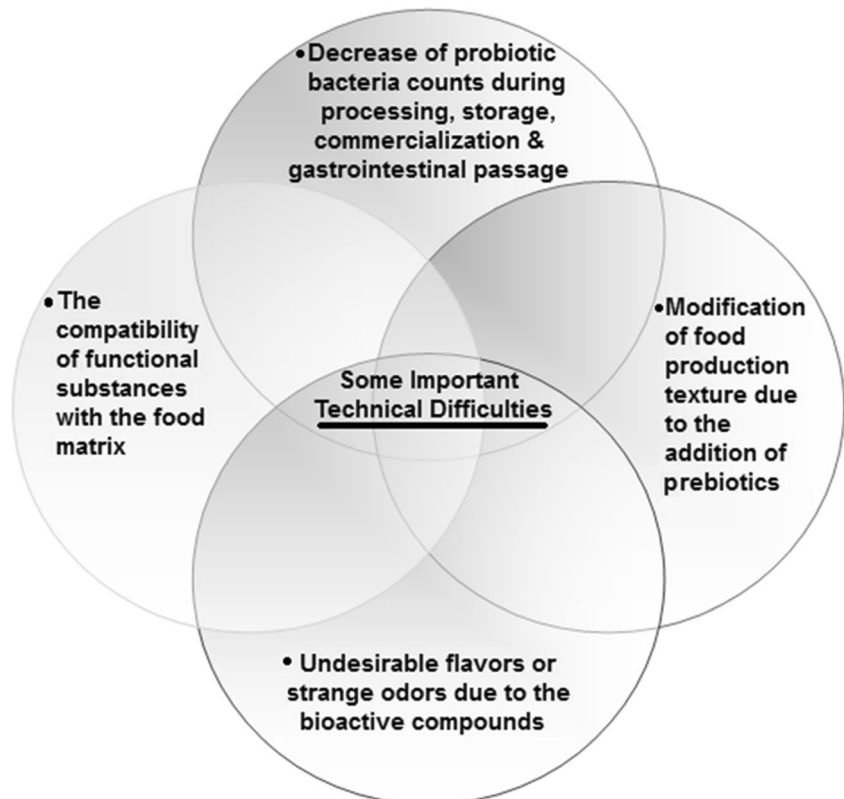 •Decrease of probiotic
bacteria counts during
processing, storage,
commercialization &
gastrointestinal passage
• The
compatibility
of functional
substances
with the food
matrix
Some Important
Technical Difficulties
•Modification
of food
production
texture due
to the
addition of
prebiotics
• Undesirable flavors or
strange odors due to the
bioactive compounds